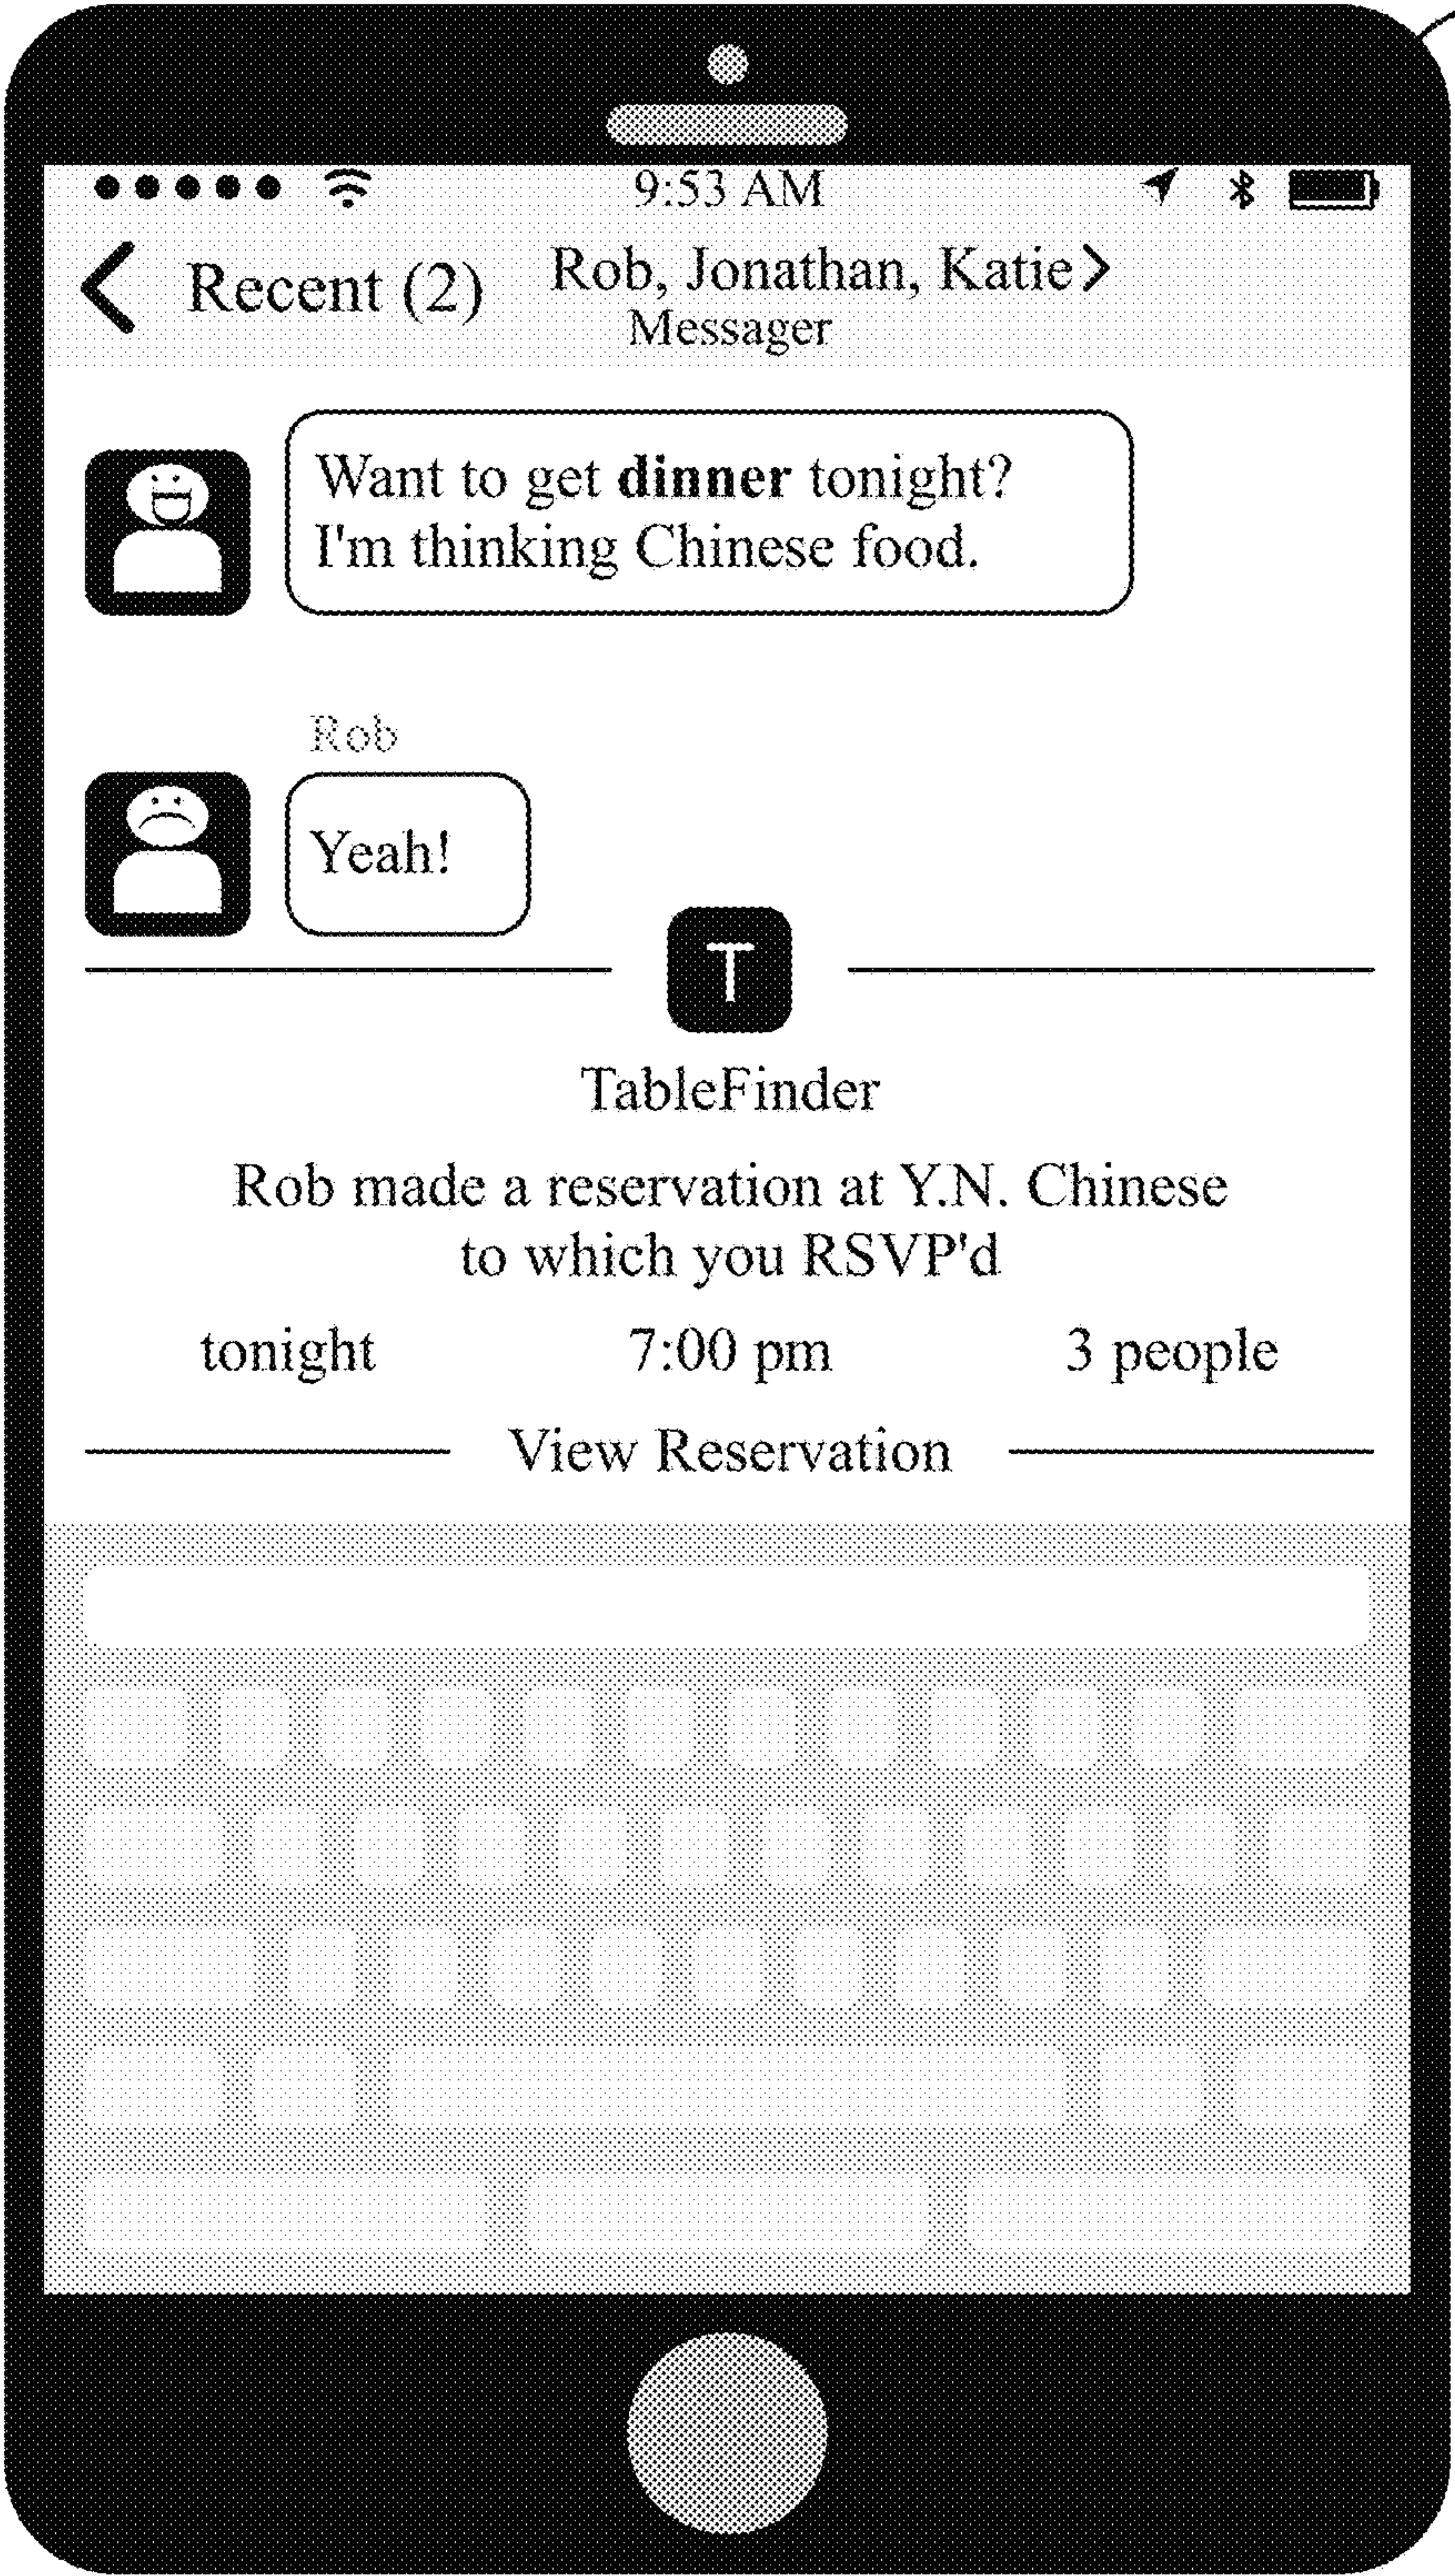 9:53 AM
Recent (2)
Rob, Jonathan, Katie
Messager
Want to get dinner tonight?
I'm thinking Chinese food.
Rob
Yeah!
T
TableFinder
Rob made a reservation at Y.N. Chinese
to which you RSVP'd
tonight 7:00 pm 3 people
View Reservation